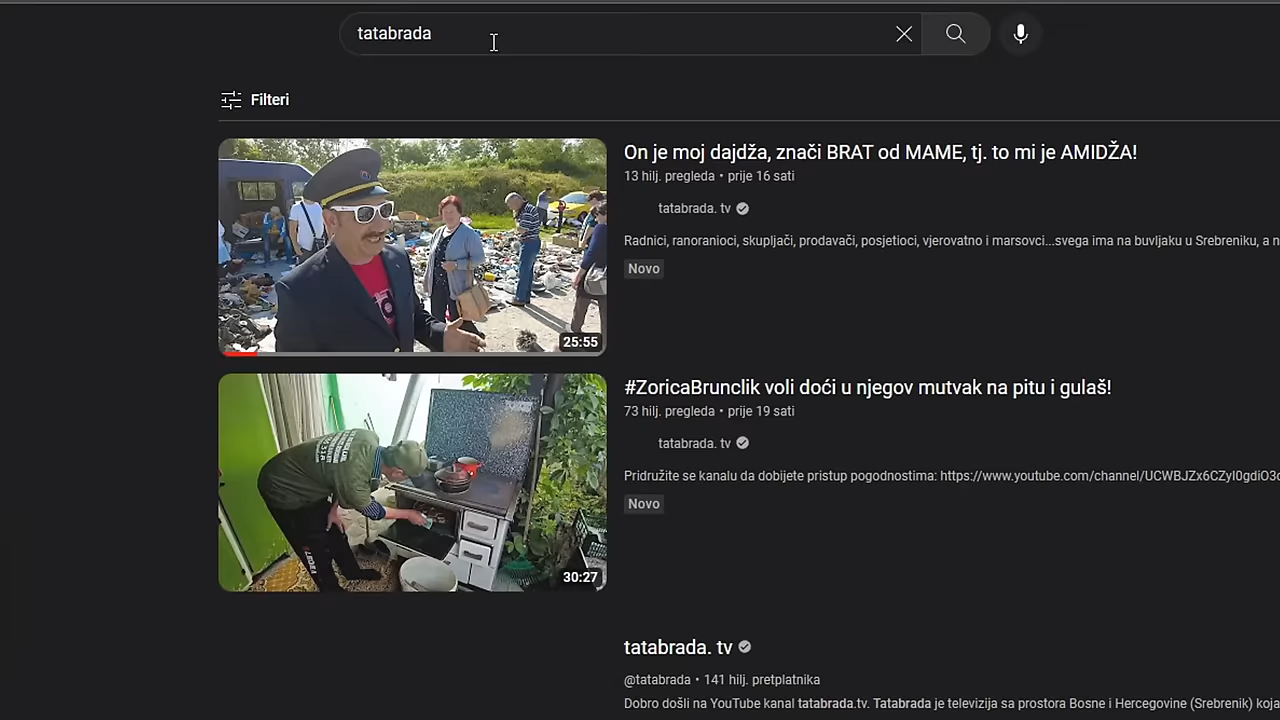 tatabrada
Filteri
25:55
On je moj dajdža, znači BRAT od MAME, tj. to mi je AMIDŽA!
13 hilj. pregleda • prije 16 sati
tatabrada. tv
Radnici, ranoranioci, skupljači, prodavači, posjetioci, vjerovatno i marsovci...svega ima na buvljaku u Srebreniku, a n
Novo
30:27
#ZoricaBrunclik voli doći u njegov mutvak na pitu i gulaš!
73 hilj. pregleda • prije 19 sati
tatabrada. tv
Pridružite se kanalu da dobijete pristup pogodnostima: https://www.youtube.com/channel/UCWBJZx6CZyI0gdiO3c
Novo
tatabrada. tv
@tatabrada • 141 hilj. pretplatnika
Dobro došli na YouTube kanal tatabrada.tv. Tatabrada je televizija sa prostora Bosne i Hercegovine (Srebrenik) koja